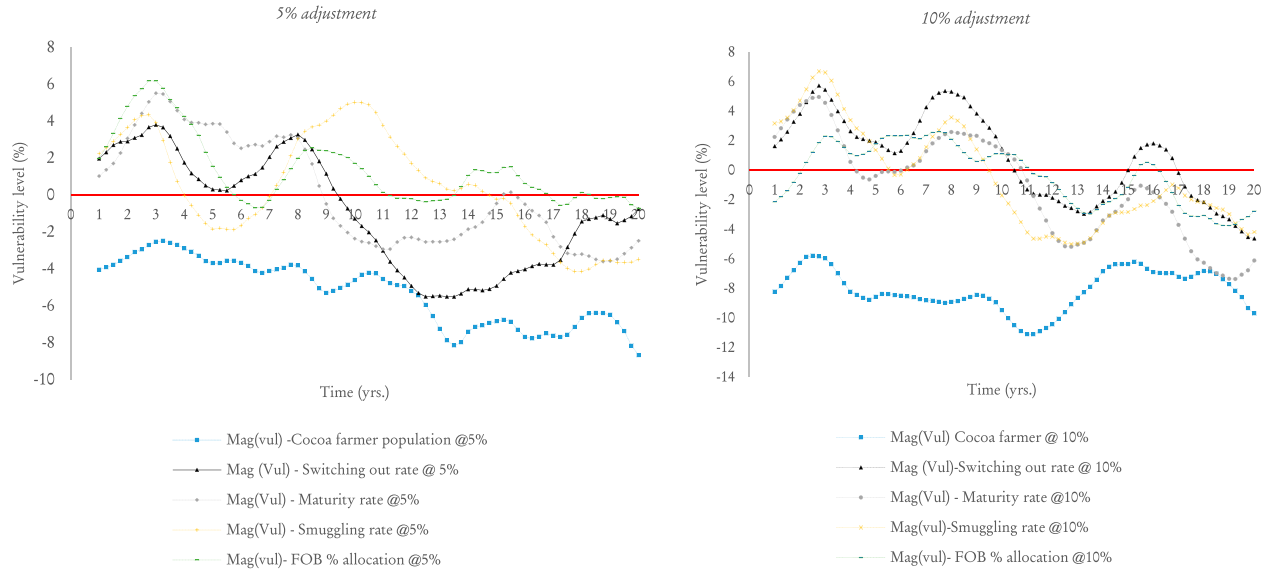 5% adjustment
8
6
4
2
0
-2
-4
-6
-8
-10
0 1 2 3 4 5 6 7 8 9 10 11 12 13 14 15 16 17 18 19 20
Vulnerability level (%)
Time (yrs.)
Mag(vul) -Cocoa farmer population @5%
Mag (Vul) - Switching out rate @ 5%
Mag(Vul) - Maturity rate @5%
Mag(Vul) - Smuggling rate @5%
Mag(vul)- FOB % allocation @5%
10% adjustment
8
6
4
2
0
-2
-4
-6
-8
-10
-12
-14
0 1 2 3 4 5 6 7 8 9 10 11 12 13 14 15 16 17 18 19 20
Vulnerability level (%)
Time (yrs.)
Mag(Vul) Cocoa farmer @ 10%
Mag (Vul)-Switching out rate @ 10%
Mag(Vul) - Maturity rate @10%
Mag(vul)-Smuggling rate @10%
Mag(vul)- FOB % allocation @10%